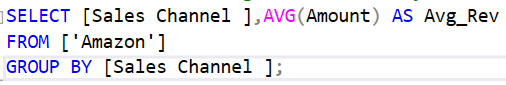 SELECT [Sales Channel ],AVG(Amount) AS Avg_Rev
FROM ['Amazon']
GROUP BY [Sales Channel ];